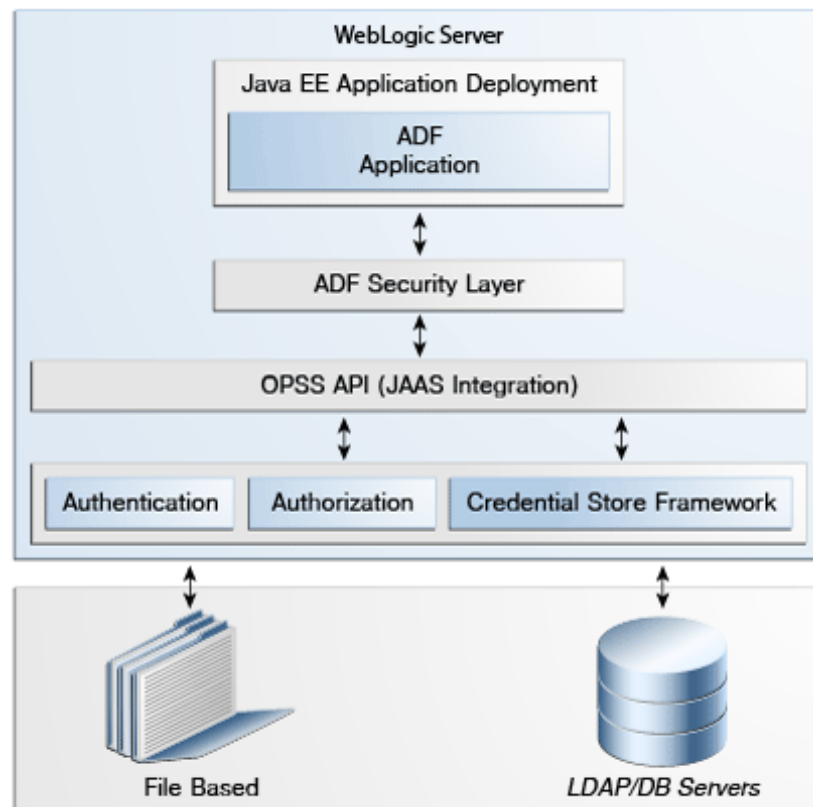 WebLogic Server
Java EE Application Deployment
ADF
Application
ADF Security Layer
OPSS API (JAAS Integration)
Authentication
Authorization
Credential Store Framework
File Based
LDAP/DB Servers